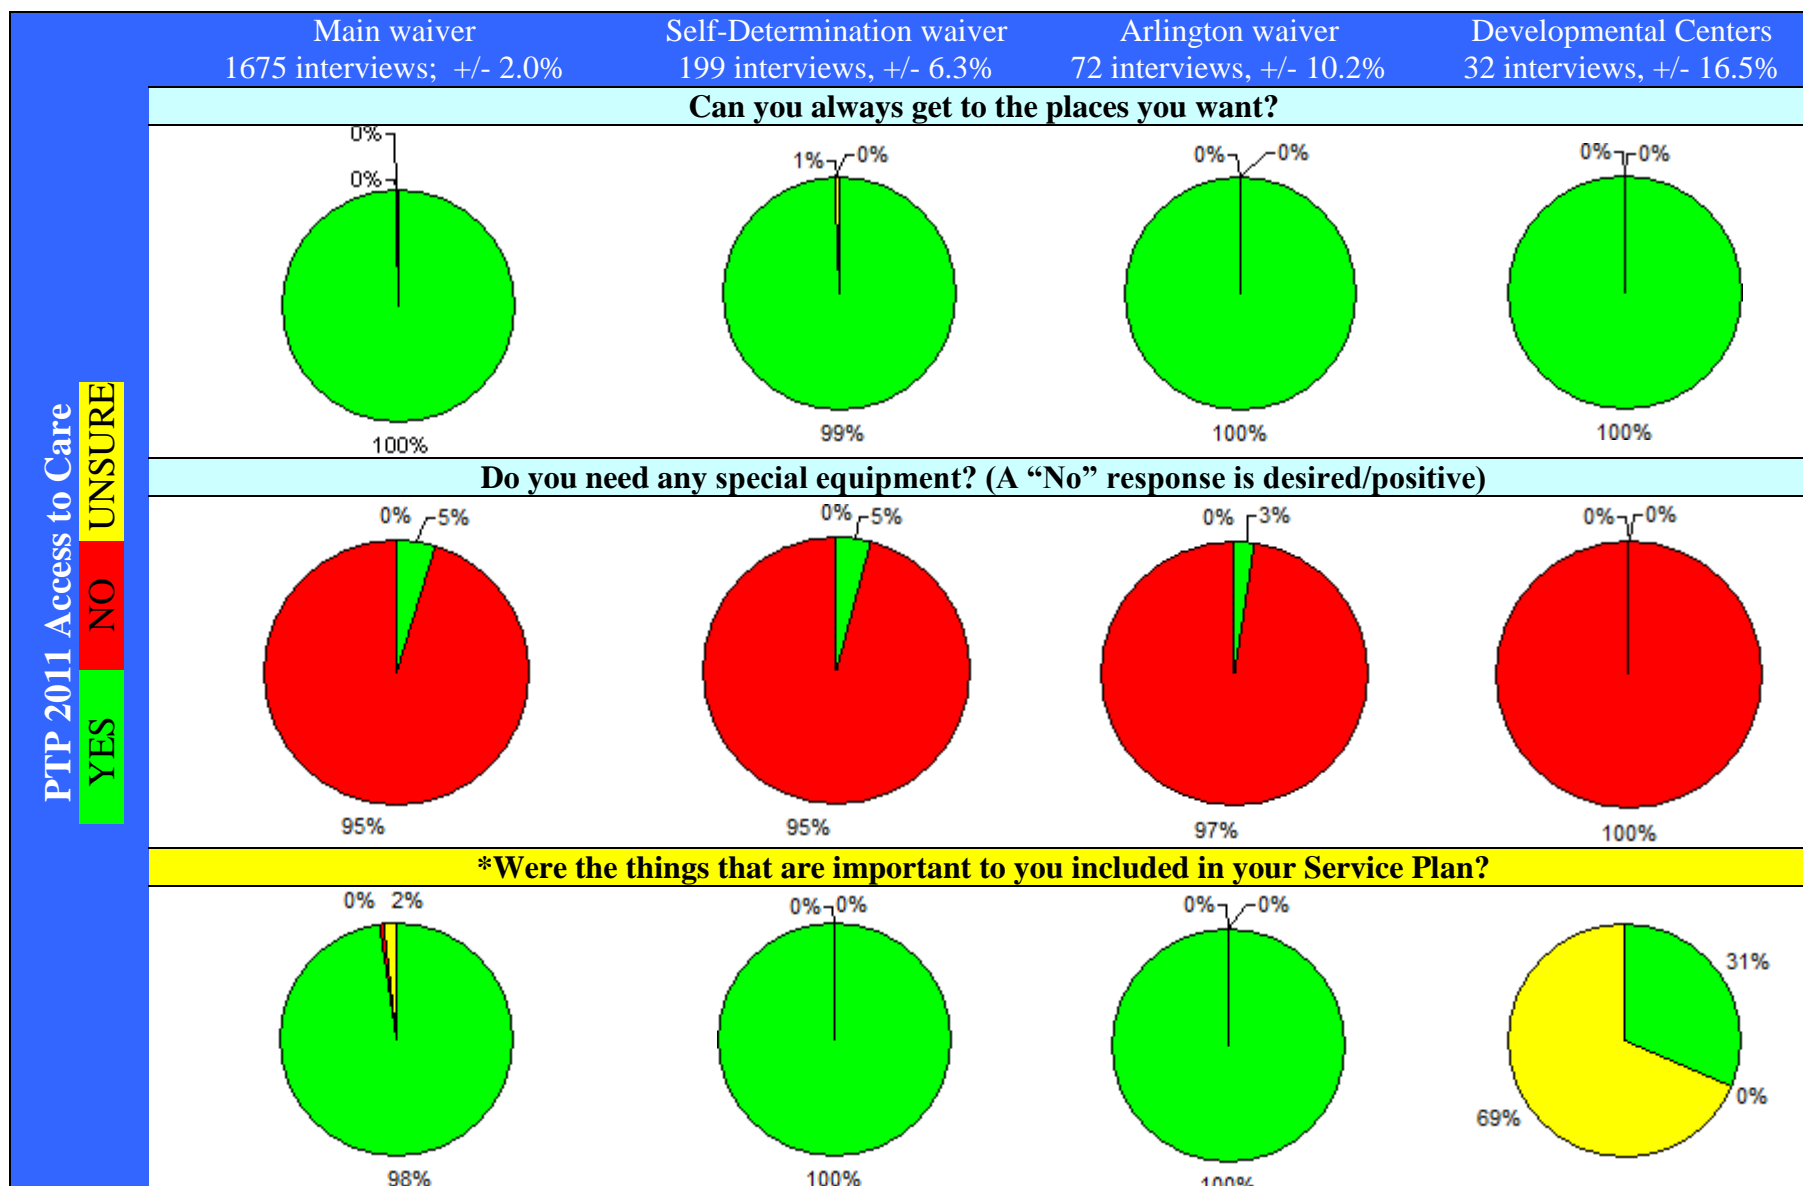 Main waiver
1675 interviews; +/- 2.0%
Self-Determination waiver
199 interviews, +/- 6.3%
Arlington waiver
72 interviews, +/- 10.2%
Developmental Centers
32 interviews, +/- 16.5%
PTP 2011 Access to Care
YES NO UNSURE
Can you always get to the places you want?
0%
0%
100%
1% 0%
99%
0% 0%
100%
0% 0%
100%
Do you need any special equipment? (A “No” response is desired/positive)
0% 5%
95%
0% 5%
95%
0% 3%
97%
0% 0%
100%
*Were the things that are important to you included in your Service Plan?
0% 2%
98%
0% 0%
100%
0% 0%
100%
31%
0%
69%